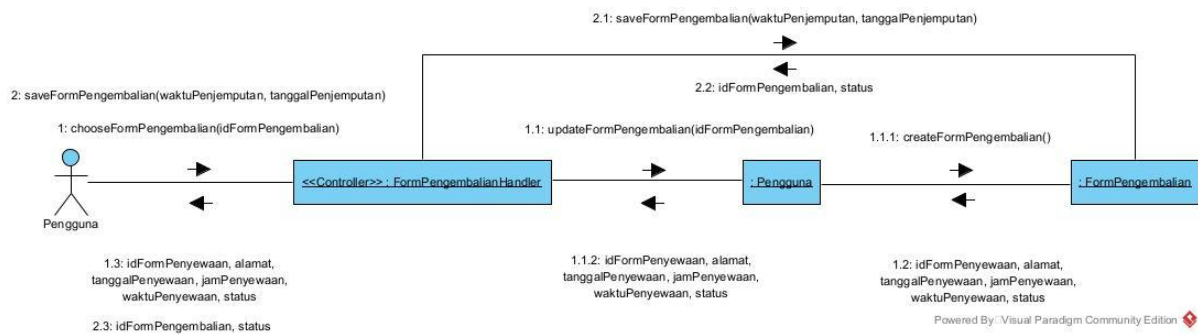 2.1: saveFormPengembalian(waktuPenjemputan, tanggalPenjemputan)
2.2: idFormPengembalian, status
2: saveFormPengembalian(waktuPenjemputan, tanggalPenjemputan)
1: chooseFormPengembalian(idFormPengembalian)
1.1: updateFormPengembalian(idFormPengembalian)
1.1.1: createFormPengembalian()
<<Controller>> : FormPengembalianHandler
: Pengguna
: FormPengembalian
Pengguna
1.3: idFormPenyewaan, alamat,
tanggalPenyewaan, jamPenyewaan,
waktuPenyewaan, status
2.3: idFormPengembalian, status
1.1.2: idFormPenyewaan, alamat,
tanggalPenyewaan, jamPenyewaan,
waktuPenyewaan, status
1.2: idFormPenyewaan, alamat,
tanggalPenyewaan, jamPenyewaan,
waktuPenyewaan, status
Powered By Visual Paradigm Community Edition